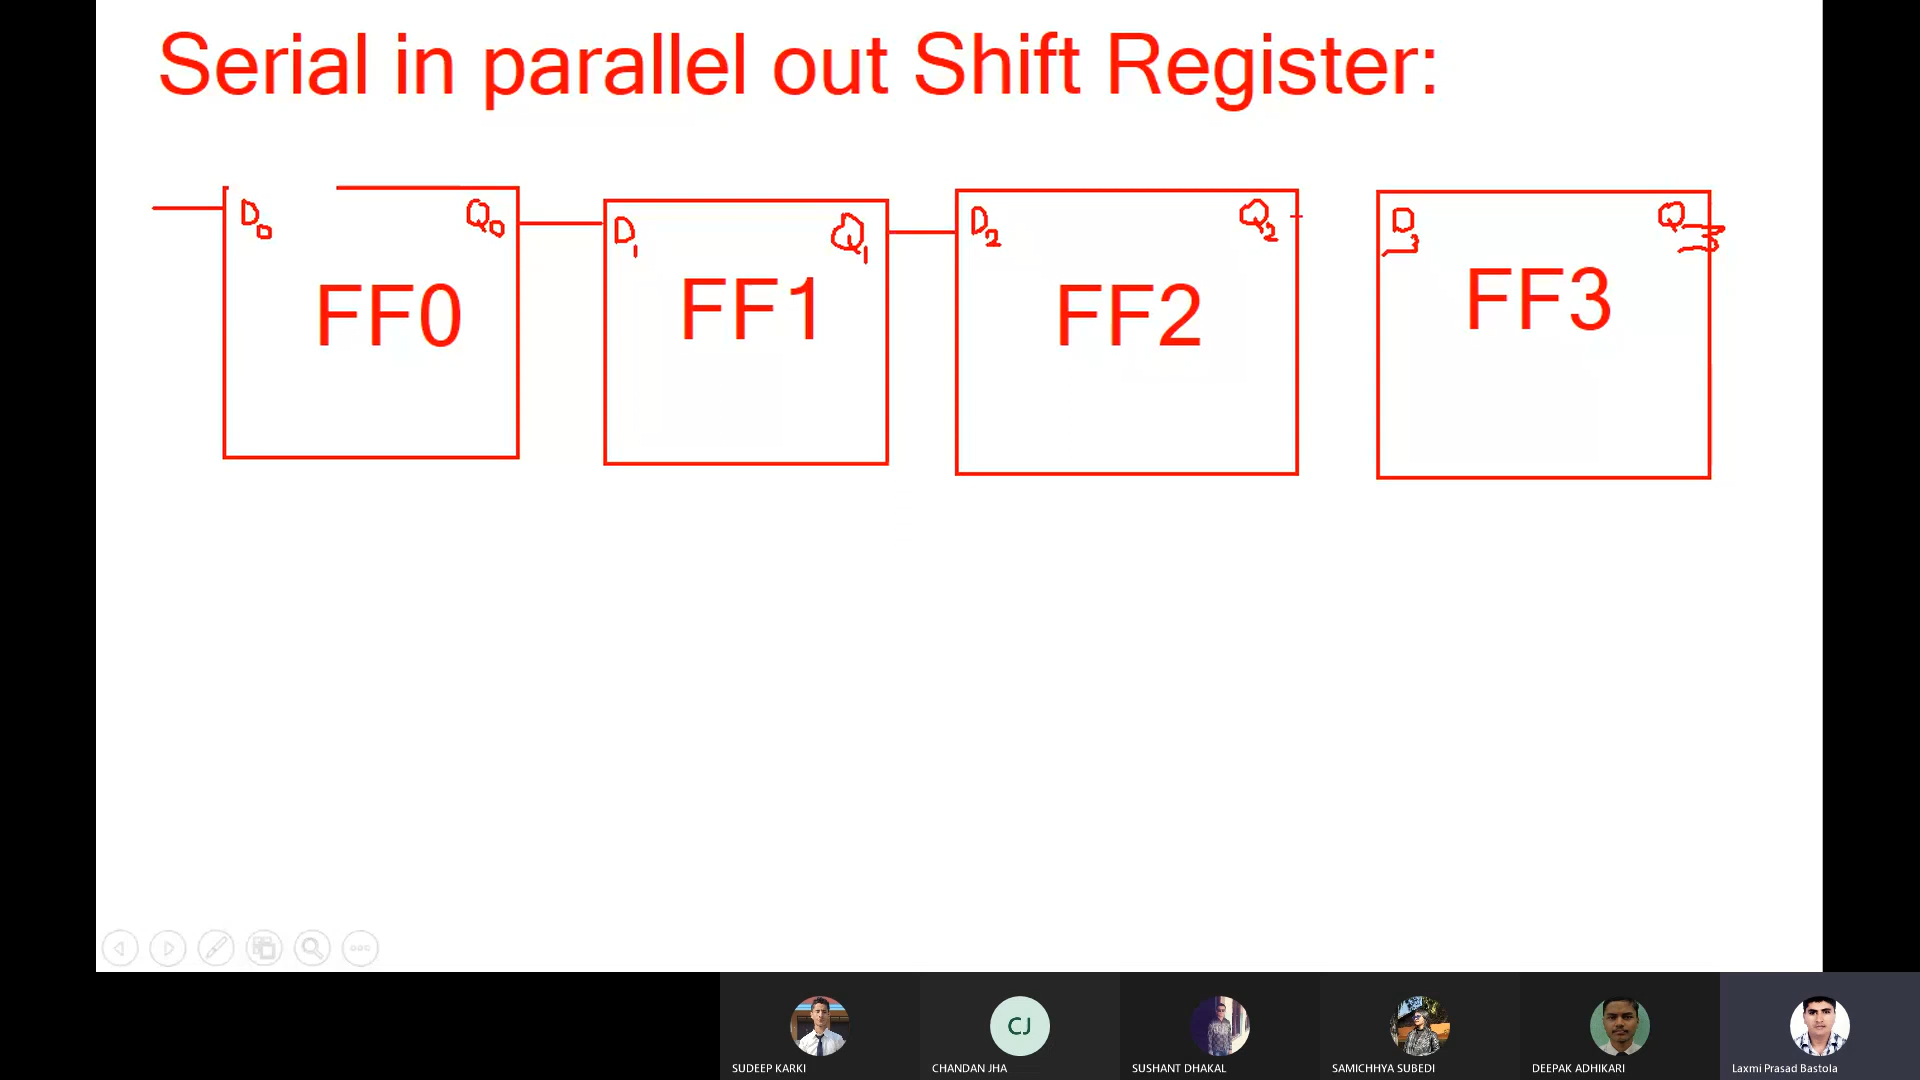 Serial in parallel out Shift Register:
D0 Q0 D1 Q1 D2 Q2 D3 Q3
FF0 FF1 FF2 FF3
CJ
SUDEEP KARKI CHANDAN JHA SUSHANT DHAKAL SAMICHHYA SUBEDI DEEPAK ADHIKARI Laxmi Prasad Bastola